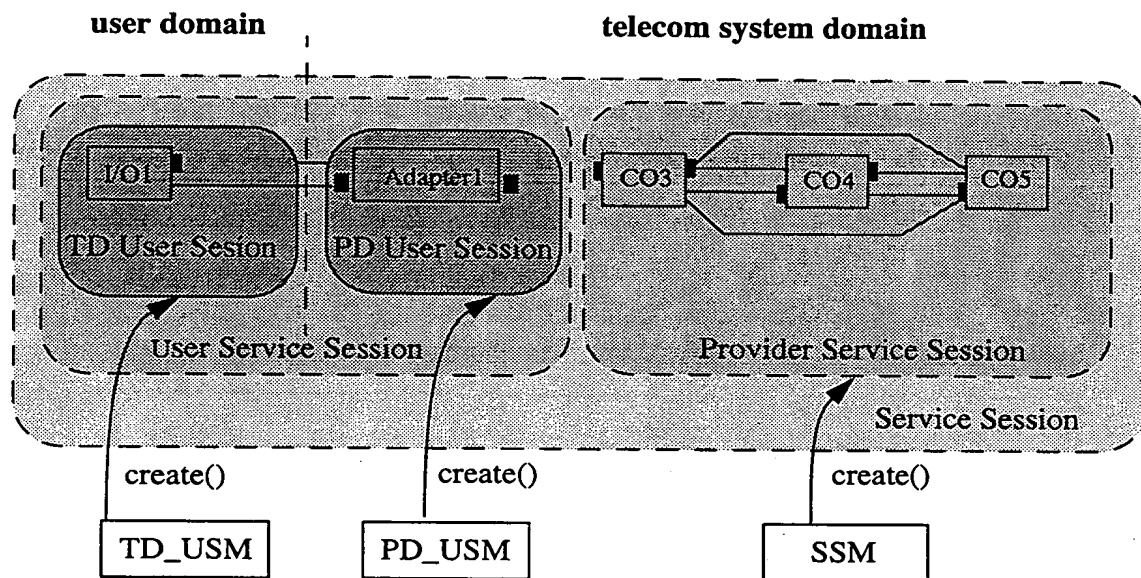 user domain
telecom system domain
I/O1
Adapter1
CO3
CO4
CO5
TD User Sesion
PD User Session
User Service Session
Provider Service Session
Service Session
create()
create()
create()
TD_USM
PD_USM
SSM